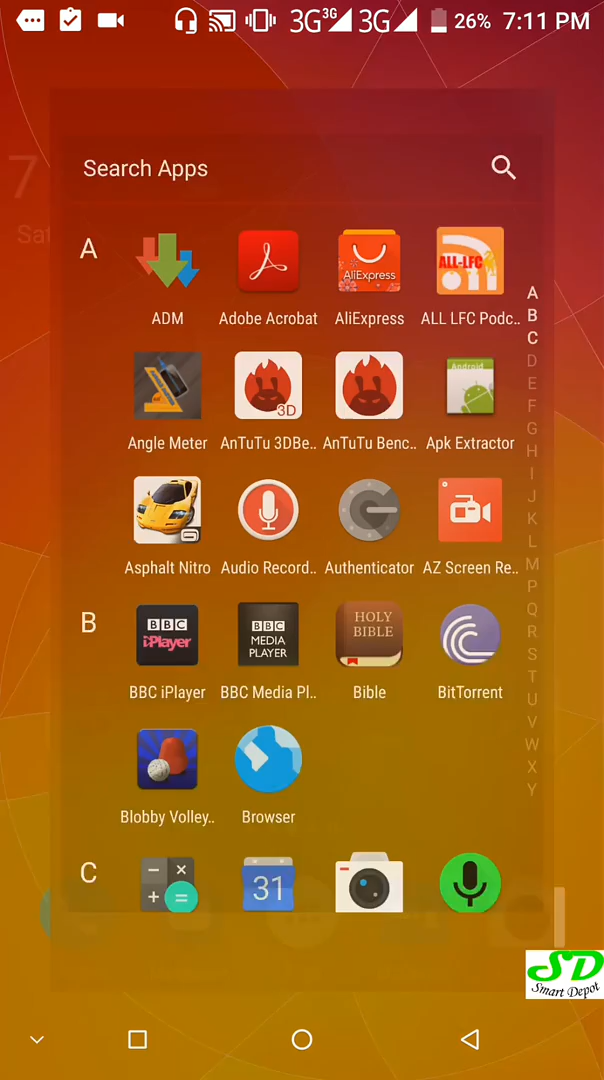 3G 3G 3G 26% 7:11 PM
7
Sat
Search Apps
A
AliExpress
ALL-LFC
ADM
Adobe Acrobat
AliExpress
ALL LFC Podc..
3D
Android
Angle Meter
AnTuTu 3DBe..
AnTuTu Benc..
Apk Extractor
Asphalt Nitro
Audio Record..
Authenticator
AZ Screen Re..
B
BBC
iPlayer
BBC
MEDIA
PLAYER
HOLY
BIBLE
BBC iPlayer
BBC Media Pl..
Bible
BitTorrent
Blobby Volley..
Browser
C
31
A
B
C
D
E
F
G
H
I
J
K
L
M
P
Q
R
S
T
U
V
W
X
Y
SD
Smart Depot